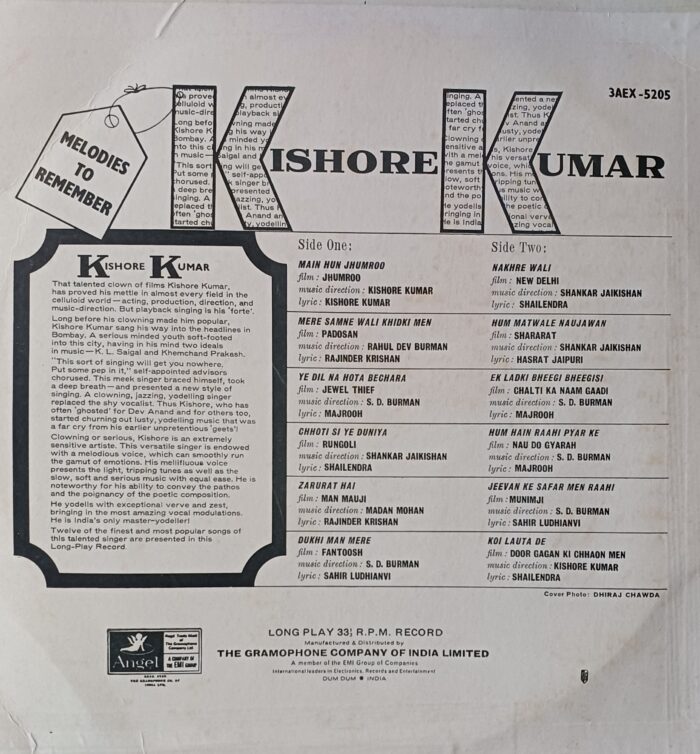 3AEX-5205
MELODIES
TO
REMEMBER
KISHORE KUMAR
KISHORE KUMAR
That talented clown of films Kishore Kumar,
has proved his mettle in almost every field in the
celluloid world—acting, production, direction, and
music-direction. But playback singing is his 'forte'.
Long before his clowning made him popular,
Kishore Kumar sang his way into the headlines in
Bombay. A serious minded youth soft-footed
into this city, having in his mind two ideals
in music—K. L. Saigal and Khemchand Prakash.
"This sort of singing will get you nowhere.
Put some pep in it," self-appointed advisors
chorused. This meek singer braced himself, took
a deep breath—and presented a new style of
singing. A clowning, jazzing, yodelling singer
replaced the shy vocalist. Thus Kishore, who has
often 'ghosted' for Dev Anand and for others too,
started churning out lusty, yodelling music that was
a far cry from his earlier unpretentious 'geets'!
Clowning or serious, Kishore is an extremely
sensitive artiste. This versatile singer is endowed
with a melodious voice, which can smoothly run
the gamut of emotions. His mellifluous voice
presents the light, tripping tunes as well as the
slow, soft and serious music with equal ease. He is
noteworthy for his ability to convey the pathos
and the poignancy of the poetic composition.
He yodells with exceptional verve and zest,
bringing in the most amazing vocal modulations.
He is India's only master—yodeller!
Twelve of the finest and most popular songs of
this talented singer are presented in this
Long-Play Record.
Side One:
MAIN HUN JHUMROO
film: JHUMROO
music direction: KISHORE KUMAR
lyric: KISHORE KUMAR
MERE SAMNE WALI KHIDKI MEN
film: PADOSAN
music direction: RAHUL DEV BURMAN
lyric: RAJINDER KRISHAN
YE DIL NA HOTA BECHARA
film: JEWEL THIEF
music direction: S. D. BURMAN
lyric: MAJROOH
CHHOTI SI YE DUNIYA
film: RUNGOLI
music direction: SHANKAR JAIKISHAN
lyric: SHAILENDRA
ZARURAT HAI
film: MAN MAUJI
music direction: MADAN MOHAN
lyric: RAJINDER KRISHAN
DUKHI MAN MERE
film: FANTOOSH
music direction: S. D. BURMAN
lyric: SAHIR LUDHIANVI
Side Two:
NAKHRE WALI
film: NEW DELHI
music direction: SHANKAR JAIKISHAN
lyric: SHAILENDRA
HUM MATWALE NAUJAWAN
film: SHARARAT
music direction: SHANKAR JAIKISHAN
lyric: HASRAT JAIPURI
EK LADKI BHEEGI BHEEGISI
film: CHALTI KA NAAM GAADI
music direction: S. D. BURMAN
lyric: MAJROOH
HUM HAIN RAAHI PYAR KE
film: NAU DO GYARAH
music direction: S. D. BURMAN
lyric: MAJROOH
JEEVAN KE SAFAR MEN RAAHI
film: MUNIMJI
music direction: S. D. BURMAN
lyric: SAHIR LUDHIANVI
KOI LAUTA DE
film: DOOR GAGAN KI CHHAON MEN
music direction: KISHORE KUMAR
lyric: SHAILENDRA
Cover Photo: DHIRAJ CHAWDA
Angel
Regd. Trade Mark of
The Gramophone
Company Ltd.
A COMPANY OF
THE EMI GROUP
LONG PLAY 33⅓ R.P.M. RECORD
Manufactured & Distributed by
THE GRAMOPHONE COMPANY OF INDIA LIMITED
A member of the EMI Group of Companies
International leaders in Electronics, Records and Entertainment
DUM DUM INDIA